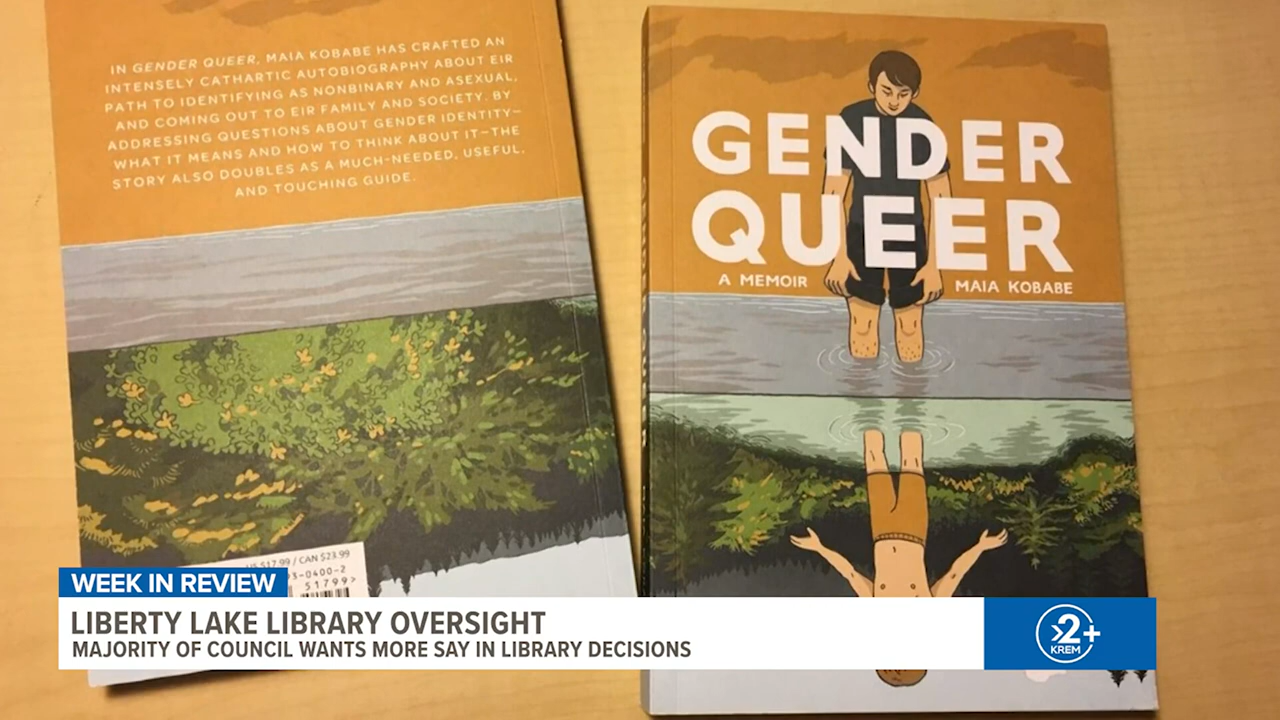 IN GENDER QUEER, MAIA KOBABE HAS CRAFTED AN
INTENSELY CATHARTIC AUTOBIOGRAPHY ABOUT EIR
PATH TO IDENTIFYING AS NONBINARY AND ASEXUAL,
AND COMING OUT TO EIR FAMILY AND SOCIETY. BY
ADDRESSING QUESTIONS ABOUT GENDER IDENTITY—
WHAT IT MEANS AND HOW TO THINK ABOUT IT—THE
STORY ALSO DOUBLES AS A MUCH-NEEDED, USEFUL,
AND TOUCHING GUIDE.
US $17.99 / CAN $23.99
3-0400-2
51799>
GENDER
QUEER
A MEMOIR
MAIA KOBABE
WEEK IN REVIEW
LIBERTY LAKE LIBRARY OVERSIGHT
MAJORITY OF COUNCIL WANTS MORE SAY IN LIBRARY DECISIONS
2+
KREM